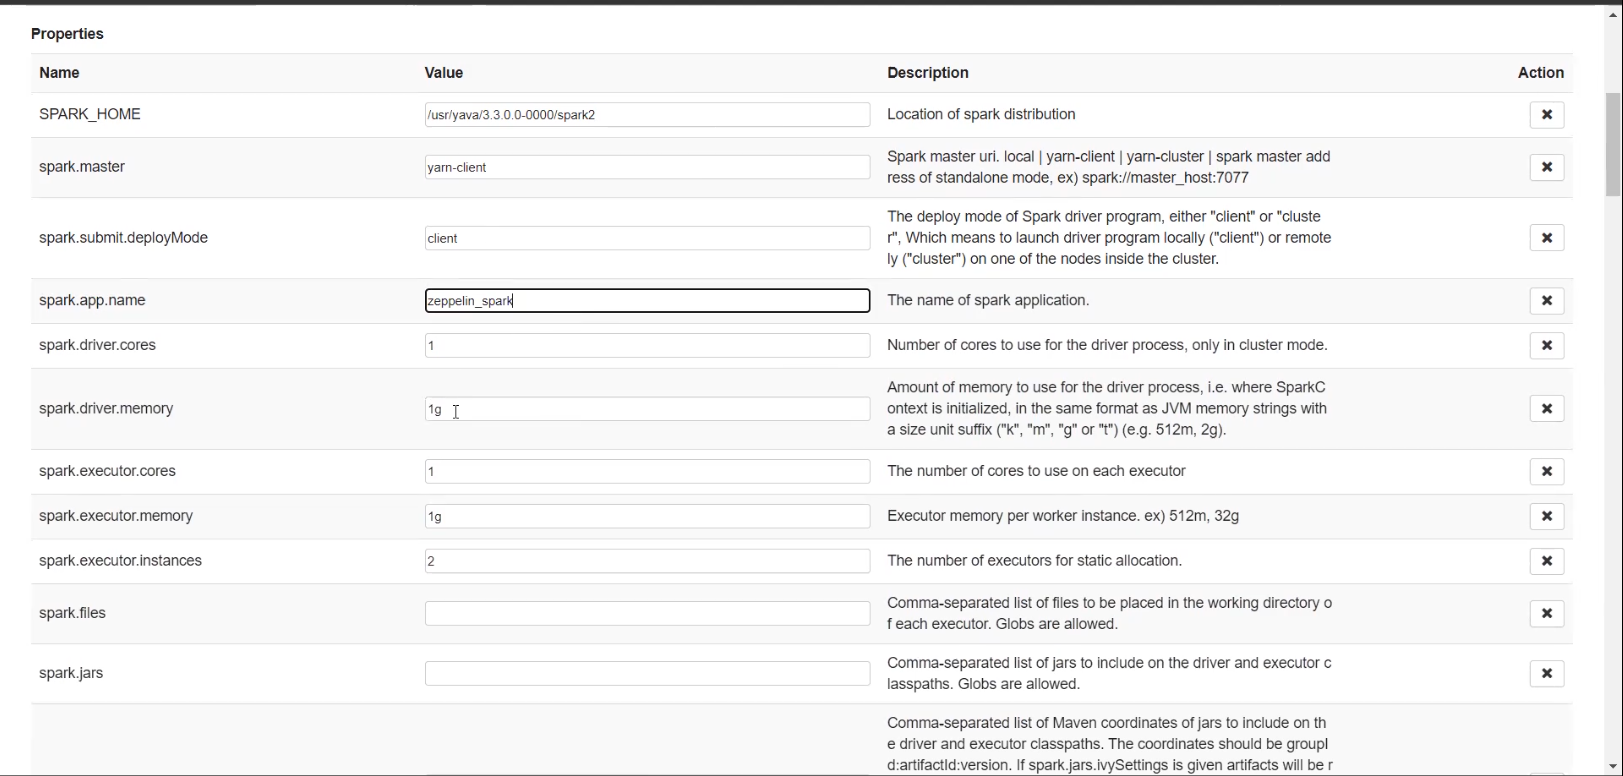 Properties
Name Value Description Action
SPARK_HOME /usr/yava/3.3.0.0-0000/spark2 Location of spark distribution
spark.master yarn-client Spark master uri. local | yarn-client | yarn-cluster | spark master add
ress of standalone mode, ex) spark://master_host:7077
spark.submit.deployMode client The deploy mode of Spark driver program, either "client" or "cluste
r", Which means to launch driver program locally ("client") or remote
ly ("cluster") on one of the nodes inside the cluster.
spark.app.name zeppelin_spark The name of spark application.
spark.driver.cores 1 Number of cores to use for the driver process, only in cluster mode.
spark.driver.memory 1g Amount of memory to use for the driver process, i.e. where SparkC
ontext is initialized, in the same format as JVM memory strings with
a size unit suffix ("k", "m", "g" or "t") (e.g. 512m, 2g).
spark.executor.cores 1 The number of cores to use on each executor
spark.executor.memory 1g Executor memory per worker instance. ex) 512m, 32g
spark.executor.instances 2 The number of executors for static allocation.
spark.files Comma-separated list of files to be placed in the working directory o
f each executor. Globs are allowed.
spark.jars Comma-separated list of jars to include on the driver and executor c
lasspaths. Globs are allowed.
Comma-separated list of Maven coordinates of jars to include on th
e driver and executor classpaths. The coordinates should be groupI
d:artifactId:version. If spark.jars.ivySettings is given artifacts will be r